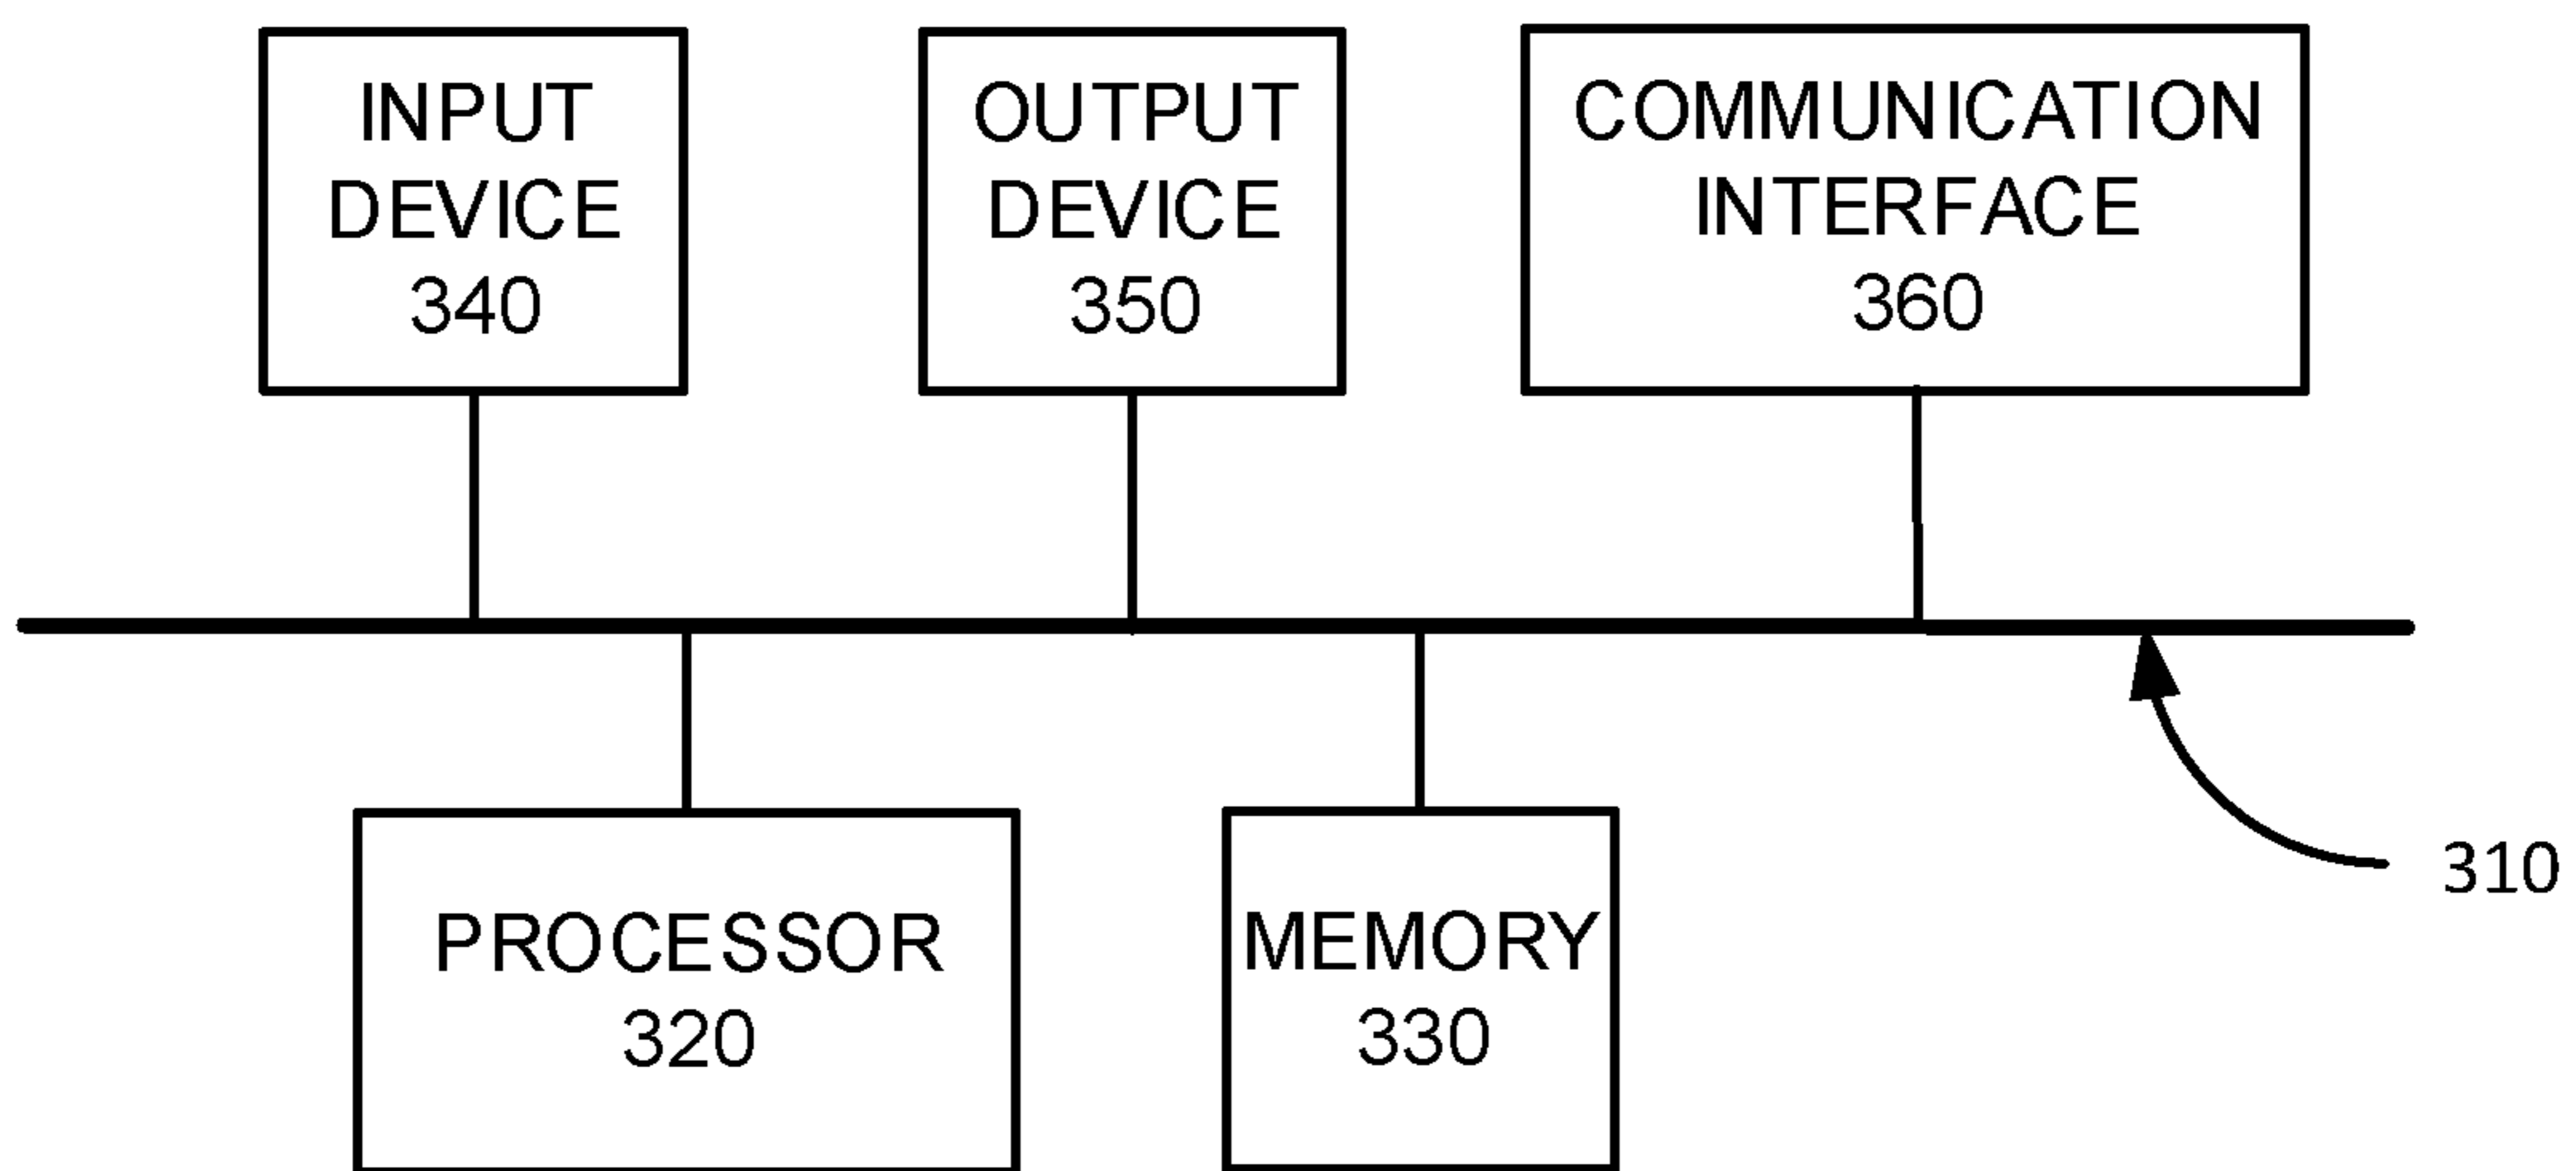 INPUT
DEVICE
340
OUTPUT
DEVICE
350
COMMUNICATION
INTERFACE
360
PROCESSOR
320
MEMORY
330
310